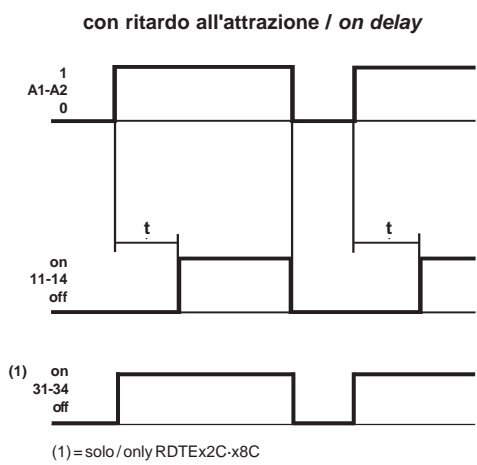 con ritardo all'attrazione / on delay
1
A1-A2
0
t t
on
11-14
off
(1) on
31-34
off
(1)=solo/only RDTEx2C·x8C